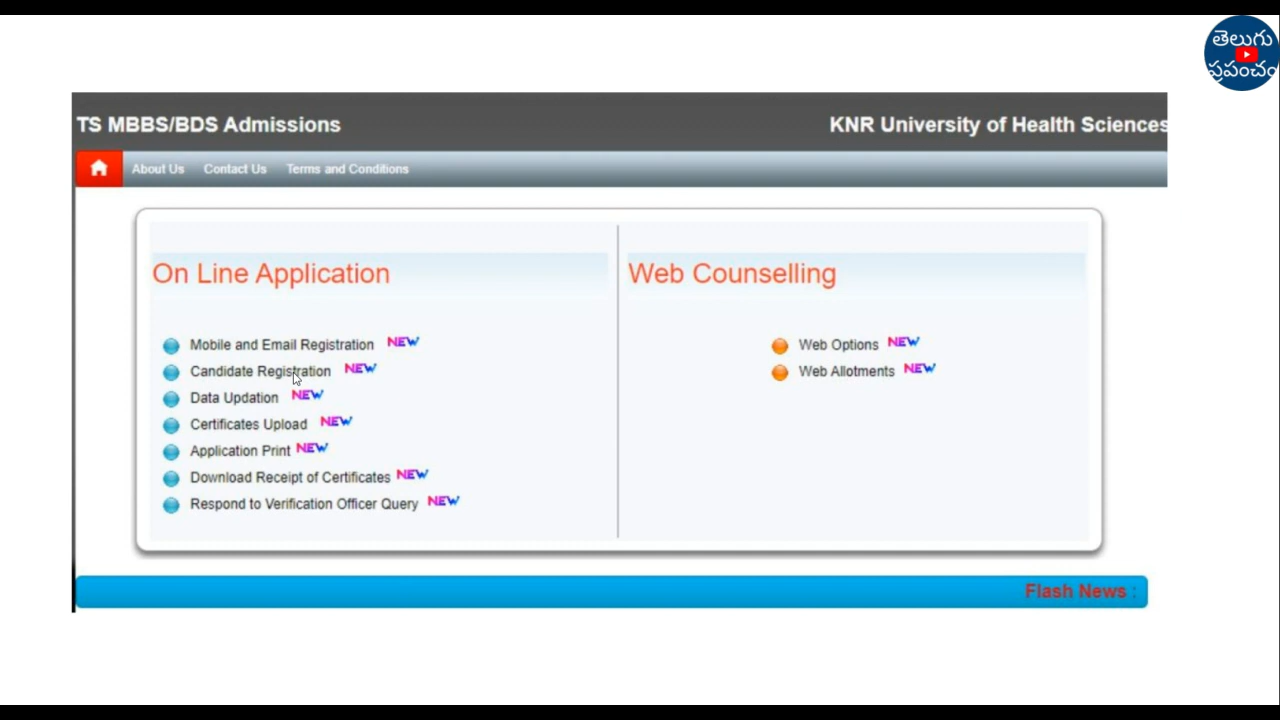 తెలుగు
ప్రపంచం
TS MBBS/BDS Admissions
KNR University of Health Sciences
About Us
Contact Us
Terms and Conditions
On Line Application
Mobile and Email Registration NEW
Candidate Registration NEW
Data Updation NEW
Certificates Upload NEW
Application Print NEW
Download Receipt of Certificates NEW
Respond to Verification Officer Query NEW
Web Counselling
Web Options NEW
Web Allotments NEW
Flash News :